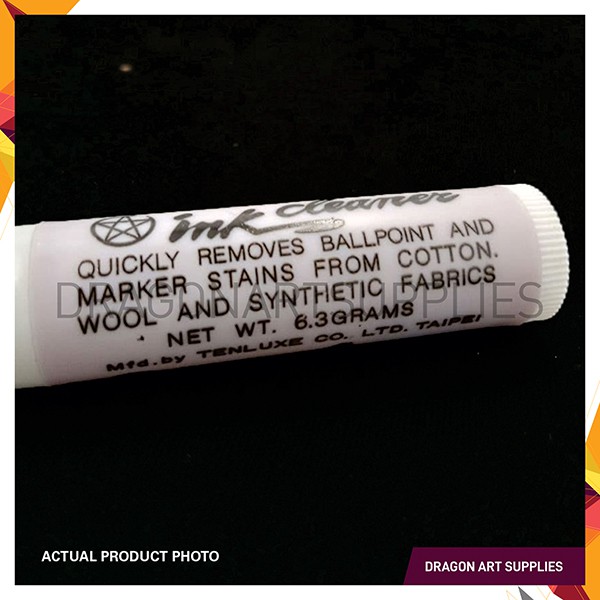 ink cleaner
QUICKLY REMOVES BALLPOINT AND
MARKER STAINS FROM COTTON.
WOOL AND SYNTHETIC FABRICS
NET WT. 6.3GRAMS
Mfd.by TENLUXE CO., LTD. TAIPEI
DRAGON ART SUPPLIES
ACTUAL PRODUCT PHOTO
DRAGON ART SUPPLIES